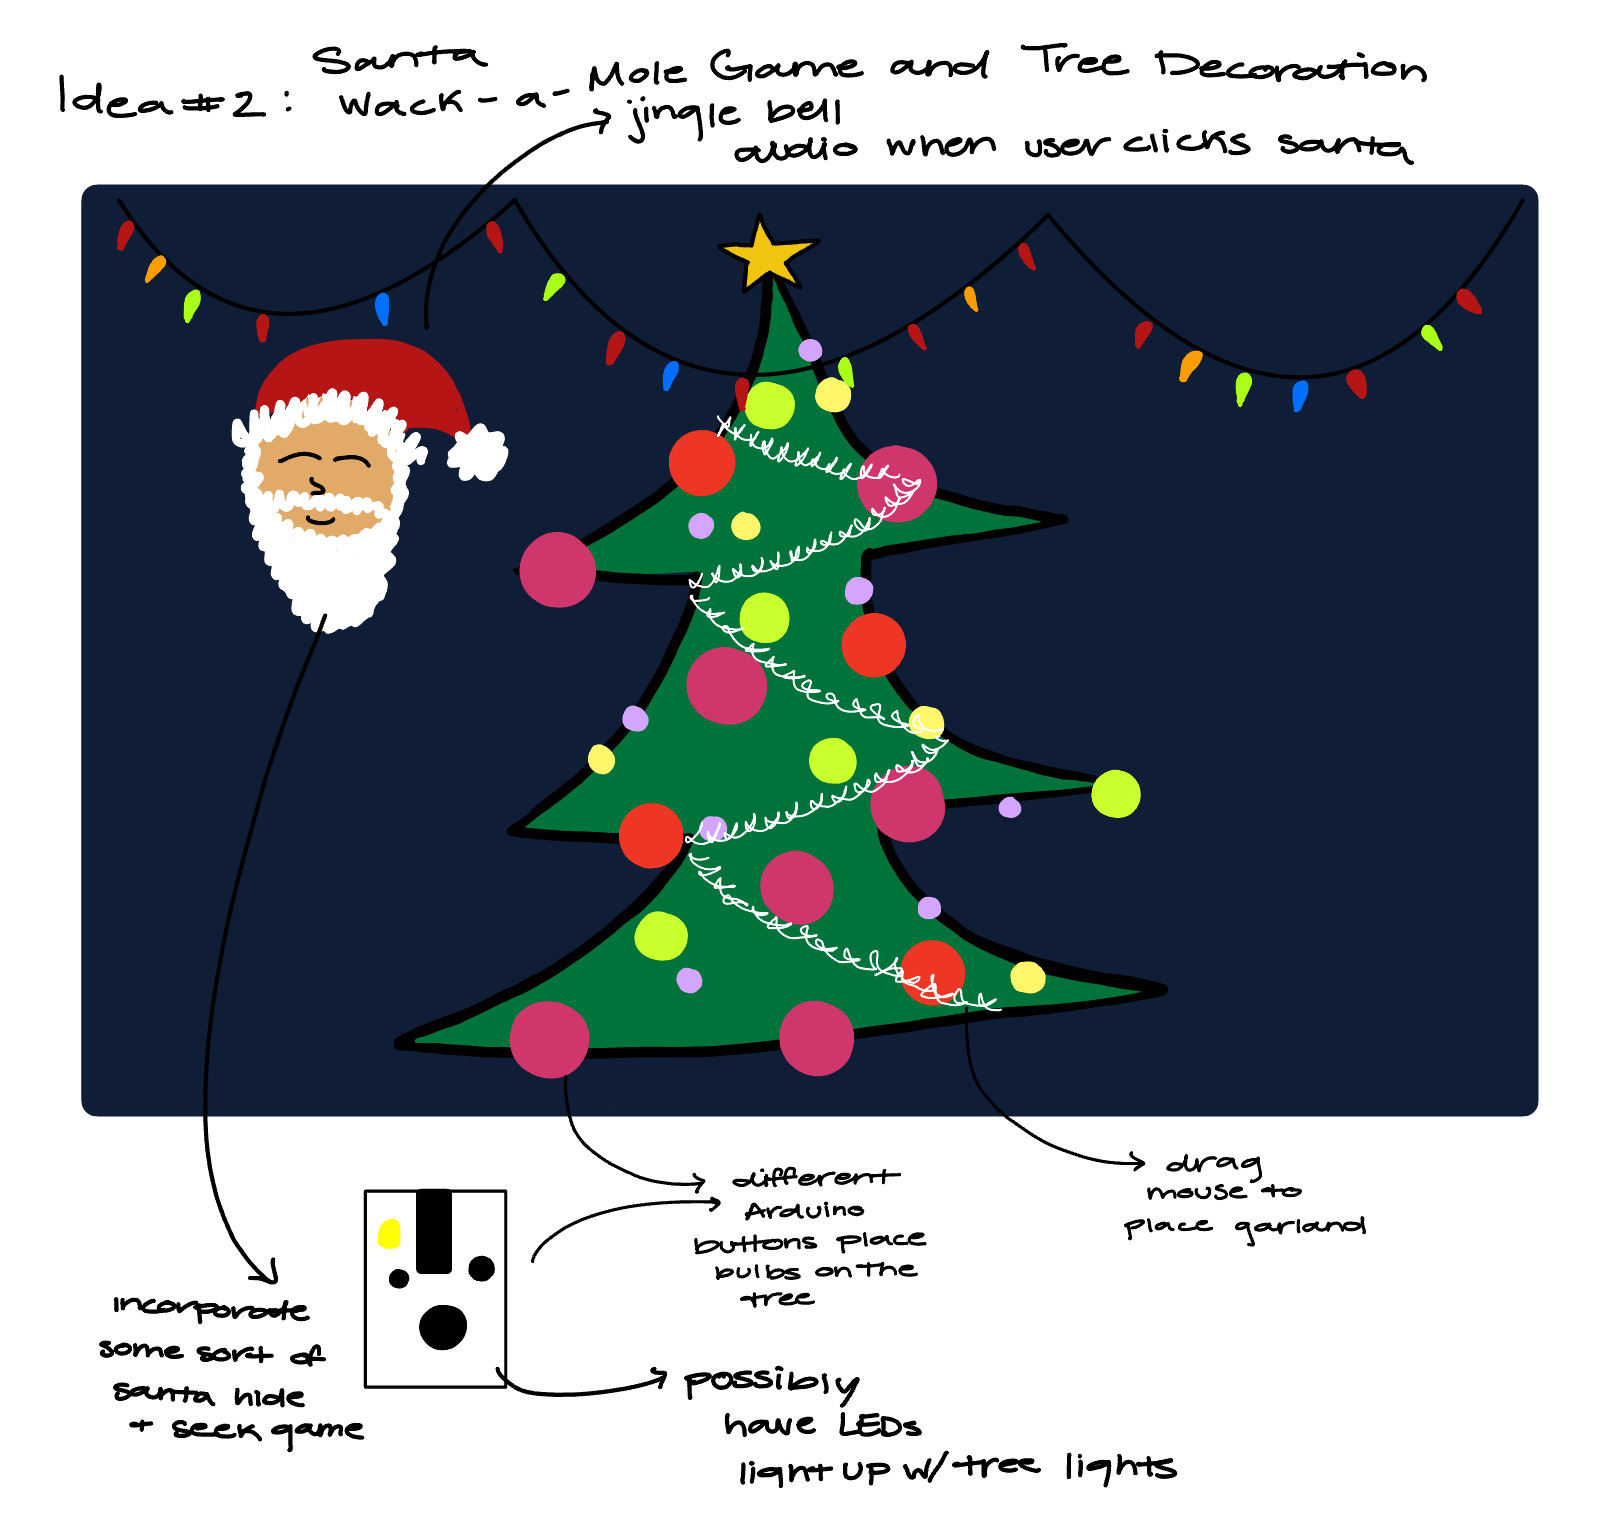 Santa
Idea #2: Wack-a-Mole Game and Tree Decoration
jingle bell
audio when user clicks santa
different
Arduino
buttons place
bulbs on the
tree
drag
mouse to
place garland
incorporate
some sort of
santa hide
+ seek game
possibly
have LEDs
light up w/ tree lights